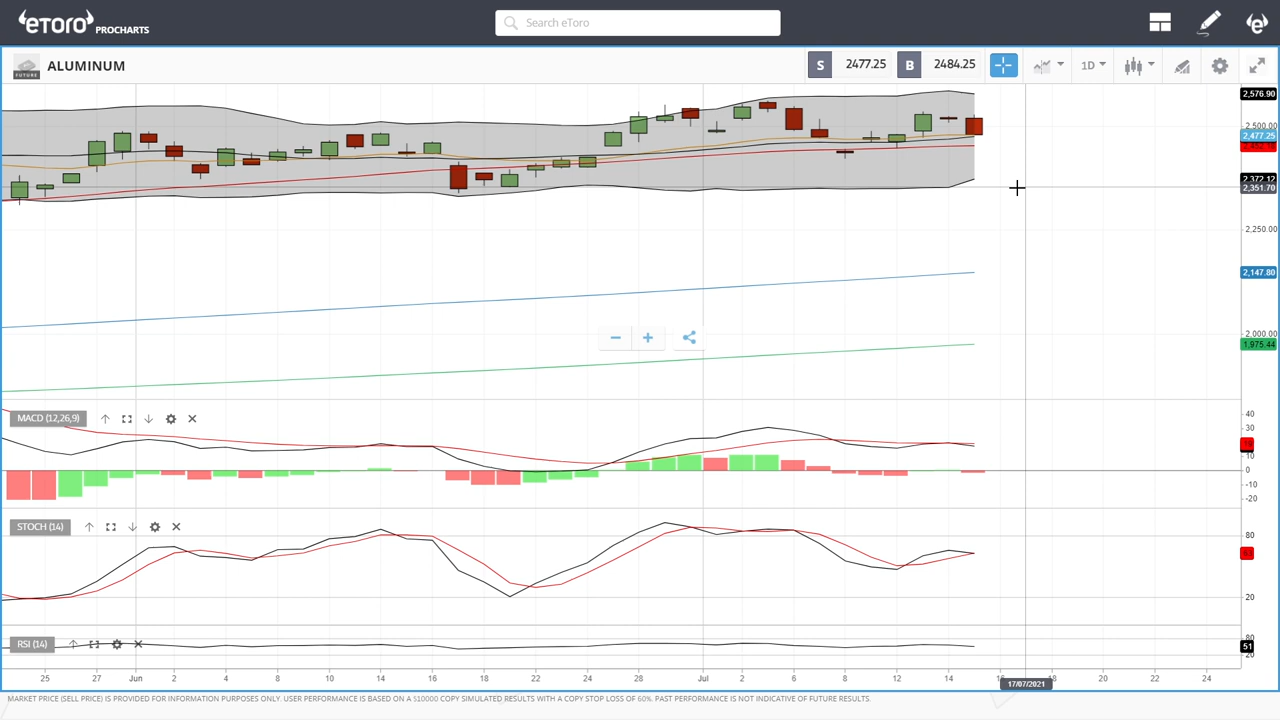 eToro PROCHARTS
Search eToro
FUTURE
ALUMINUM
S 2477.25 B 2484.25
1D
2,576.90
2,500.00
2,477.25
2,372.12
2,351.70
2,250.00
2,147.80
2,000.00
1,975.44
MACD (12,26,9)
40
30
10
0
-10
-20
STOCH (14)
80
20
RSI (14)
80
51
20
25 27 Jun 2 4 8 10 14 16 18 22 24 28 Jul 2 6 8 12 14 16 18 20 22 24
17/07/2021
MARKET PRICE (SELL PRICE) IS PROVIDED FOR INFORMATION PURPOSES ONLY. USER PERFORMANCE IS BASED ON A $10000 COPY SIMULATED RESULTS WITH A COPY STOP LOSS OF 60%. PAST PERFORMANCE IS NOT INDICATIVE OF FUTURE RESULTS.